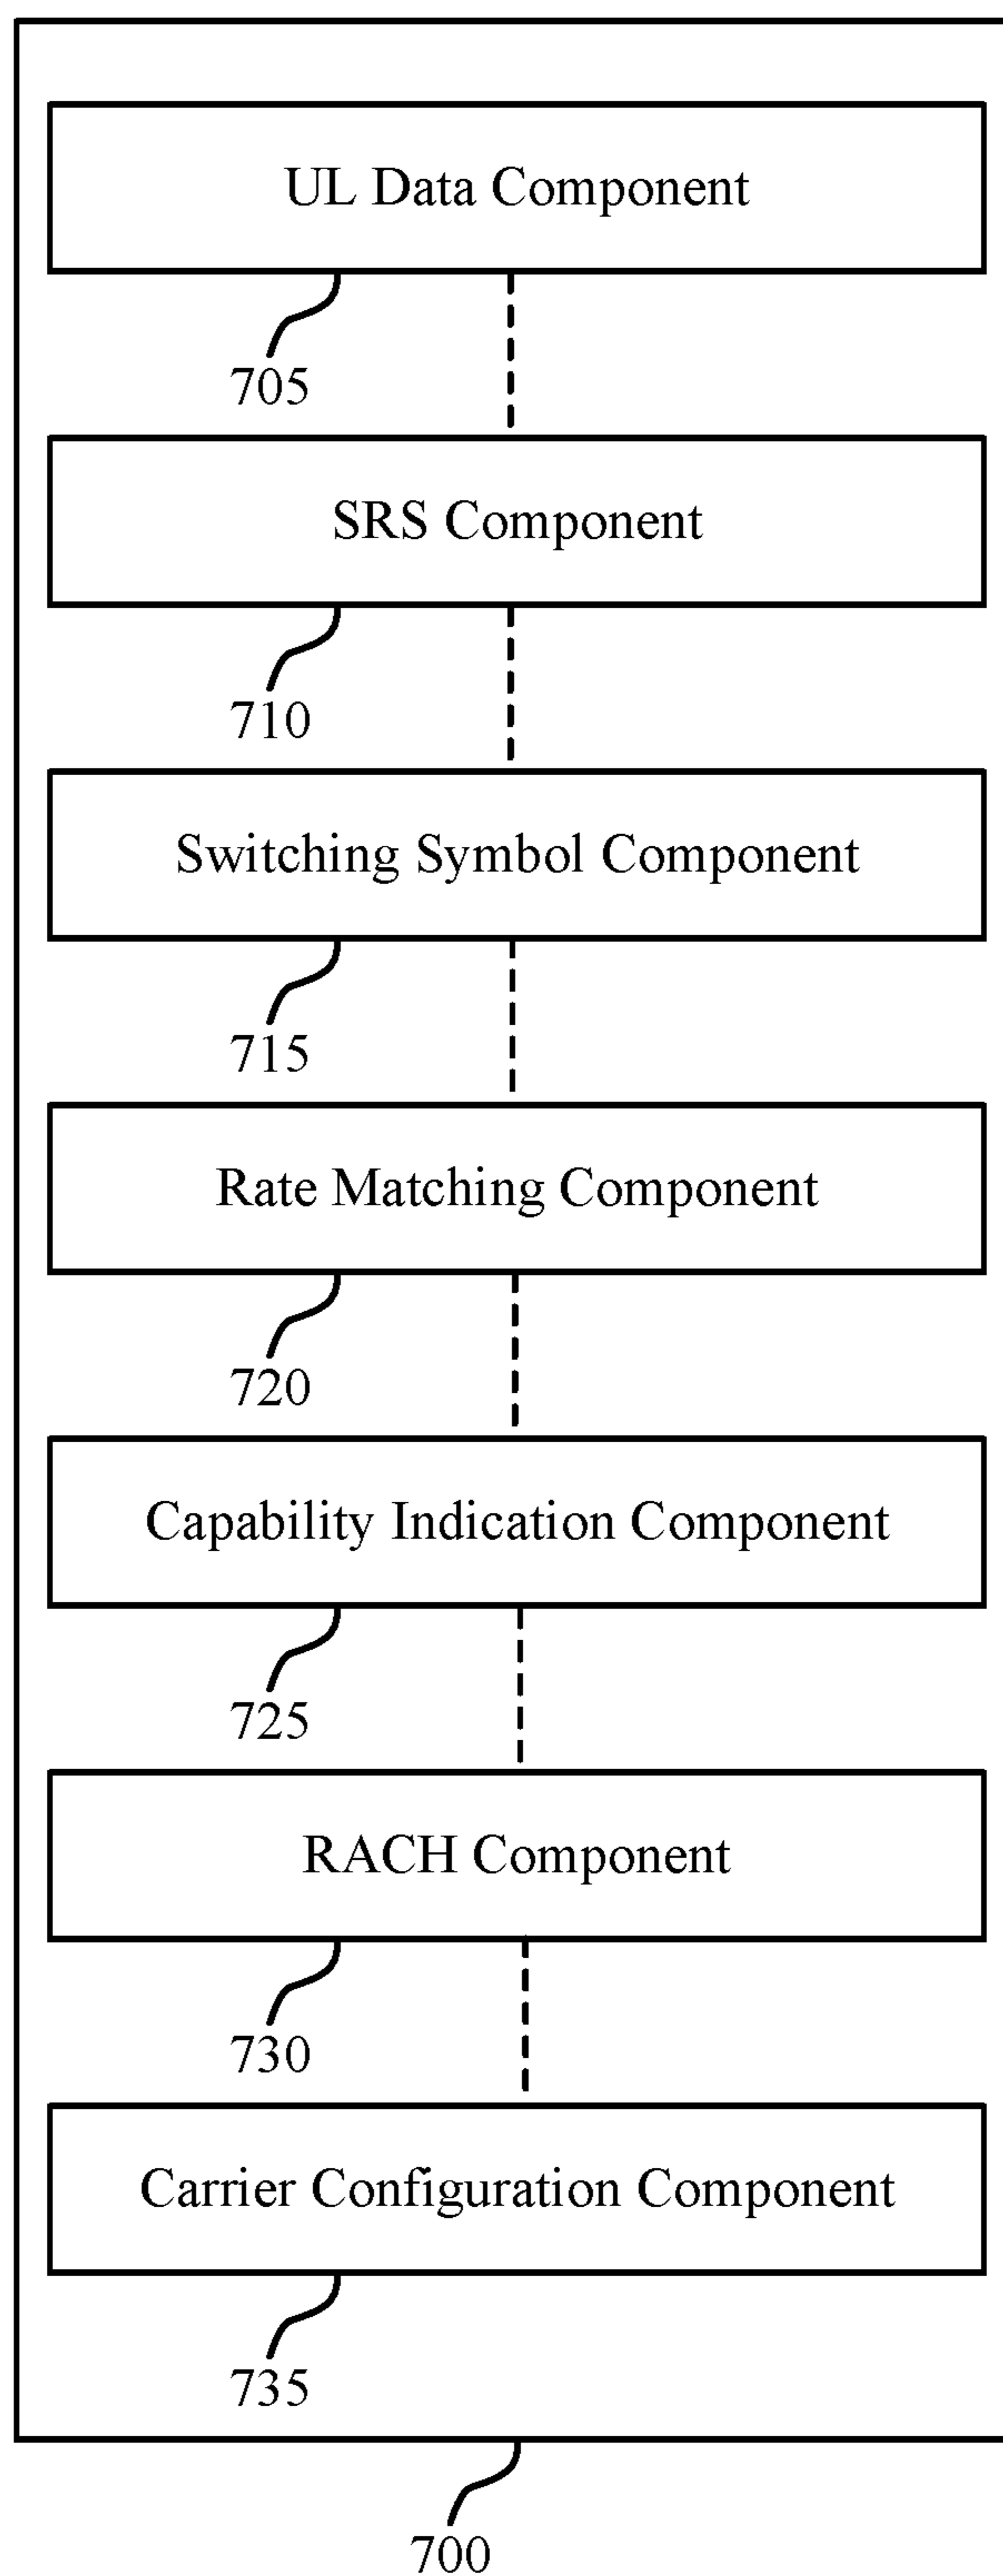 UL Data Component
705
SRS Component
710
Switching Symbol Component
715
Rate Matching Component
720
Capability Indication Component
725
RACH Component
730
Carrier Configuration Component
735
700